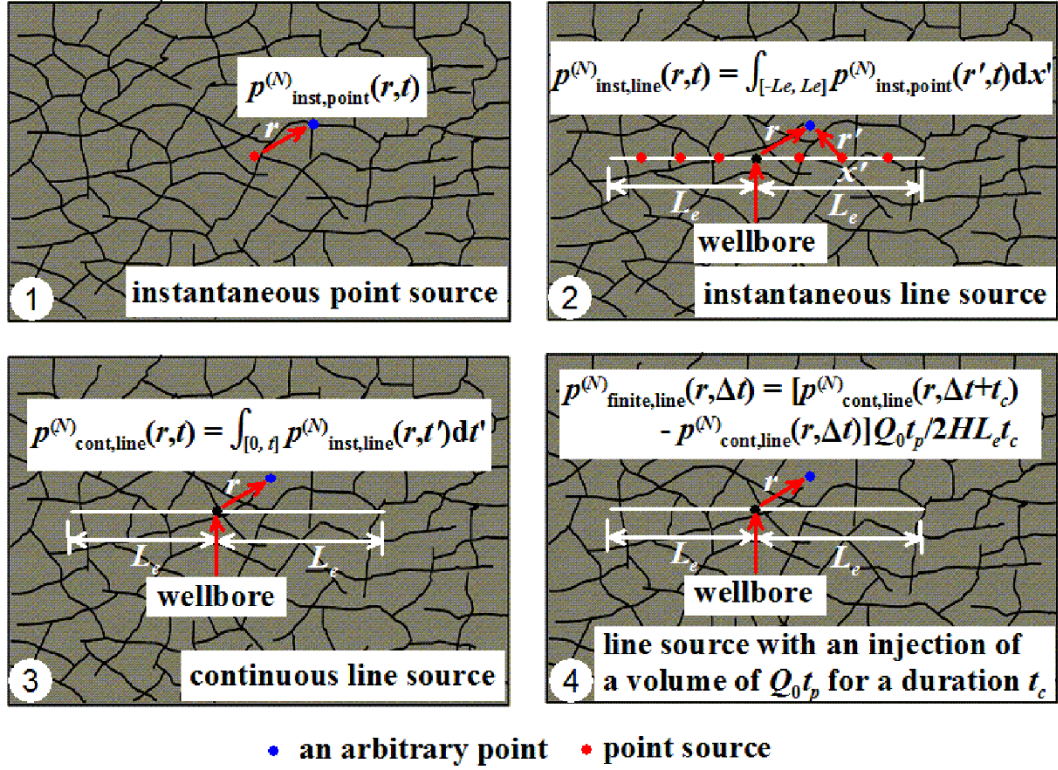 p(N)inst,point(r,t)
r
1
instantaneous point source
p(N)inst,line(r,t) = ∫[-Le, Le] p(N)inst,point(r′,t)dx'
r
r′
x′
Le
Le
wellbore
2
instantaneous line source
p(N)cont,line(r,t) = ∫[0, t] p(N)inst,line(r,t')dt'
r
Le
Le
wellbore
3
continuous line source
p(N)finite,line(r,Δt) = [p(N)cont,line(r,Δt+tc)
- p(N)cont,line(r,Δt)]Q0tp/2HLetc
r
Le
Le
wellbore
4
line source with an injection of
a volume of Q0tp for a duration tc
an arbitrary point
point source